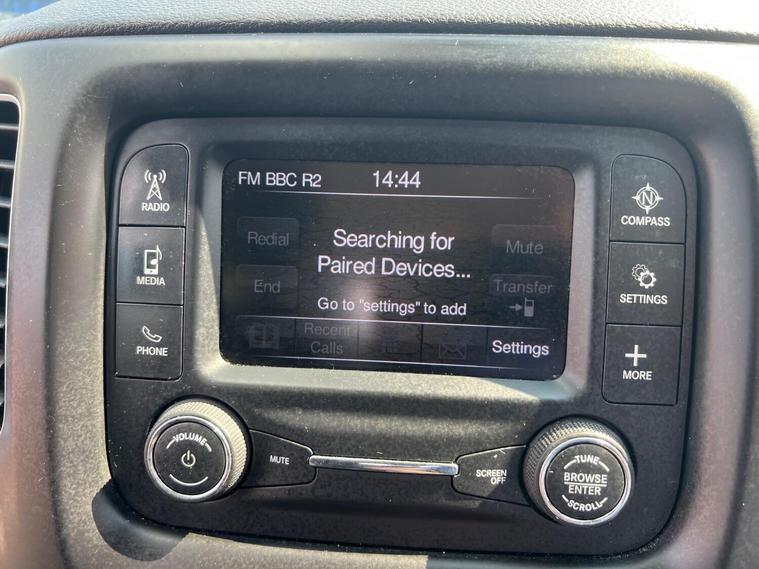 FM BBC R2 14:44
RADIO
MEDIA
PHONE
Redial
End
Searching for
Paired Devices...
Go to "settings" to add
Mute
Transfer
Recent
Calls
Settings
N
COMPASS
SETTINGS
MORE
VOLUME
MUTE
SCREEN
OFF
TUNE
BROWSE
ENTER
SCROLL